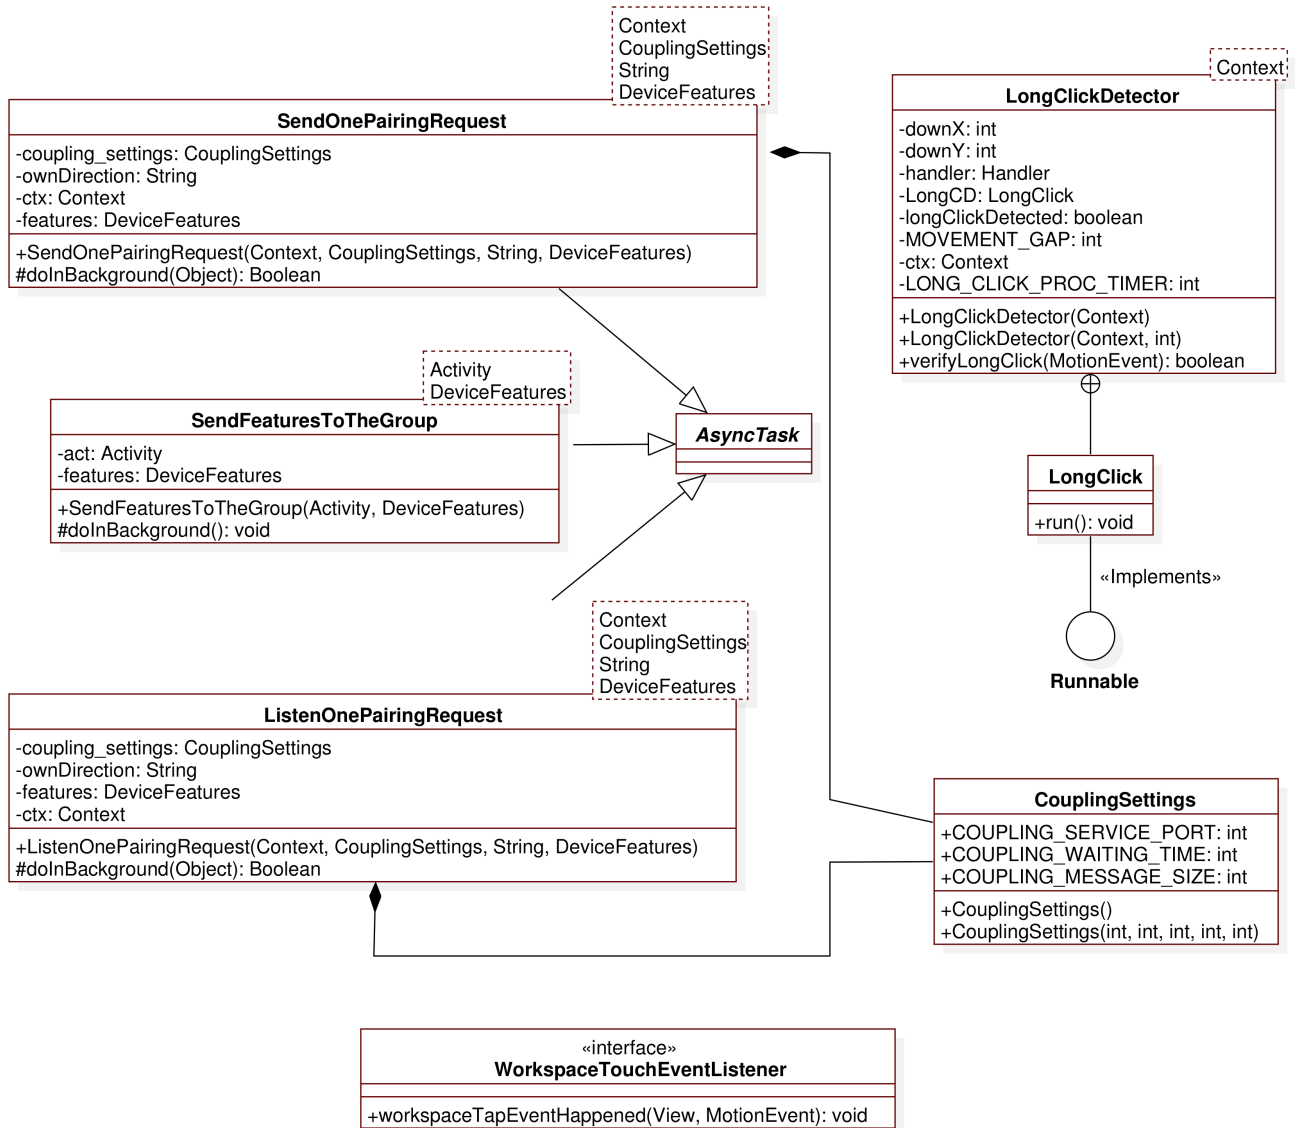 Context
CouplingSettings
String
DeviceFeatures
SendOnePairingRequest
-coupling_settings: CouplingSettings
-ownDirection: String
-ctx: Context
-features: DeviceFeatures
+SendOnePairingRequest(Context, CouplingSettings, String, DeviceFeatures)
#doInBackground(Object): Boolean
Context
LongClickDetector
-downX: int
-downY: int
-handler: Handler
-LongCD: LongClick
-longClickDetected: boolean
-MOVEMENT_GAP: int
-ctx: Context
-LONG_CLICK_PROC_TIMER: int
+LongClickDetector(Context)
+LongClickDetector(Context, int)
+verifyLongClick(MotionEvent): boolean
Activity
DeviceFeatures
SendFeaturesToTheGroup
-act: Activity
-features: DeviceFeatures
+SendFeaturesToTheGroup(Activity, DeviceFeatures)
#doInBackground(): void
AsyncTask
LongClick
+run(): void
«Implements»
Runnable
Context
CouplingSettings
String
DeviceFeatures
ListenOnePairingRequest
-coupling_settings: CouplingSettings
-ownDirection: String
-features: DeviceFeatures
-ctx: Context
+ListenOnePairingRequest(Context, CouplingSettings, String, DeviceFeatures)
#doInBackground(Object): Boolean
CouplingSettings
+COUPLING_SERVICE_PORT: int
+COUPLING_WAITING_TIME: int
+COUPLING_MESSAGE_SIZE: int
+CouplingSettings()
+CouplingSettings(int, int, int, int, int)
«interface»
WorkspaceTouchEventListener
+workspaceTapEventHappened(View, MotionEvent): void